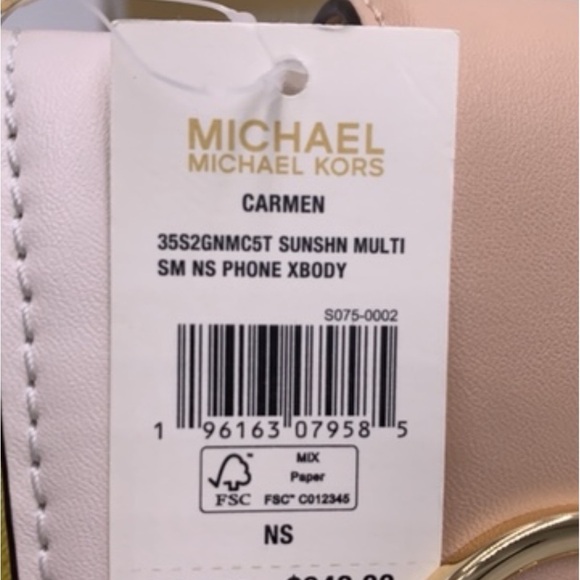 MICHAEL
MICHAEL KORS
CARMEN
35S2GNMC5T SUNSHN MULTI
SM NS PHONE XBODY
S075-0002
1 96163 07958 5
FSC
MIX
Paper
FSC™ C012345
NS